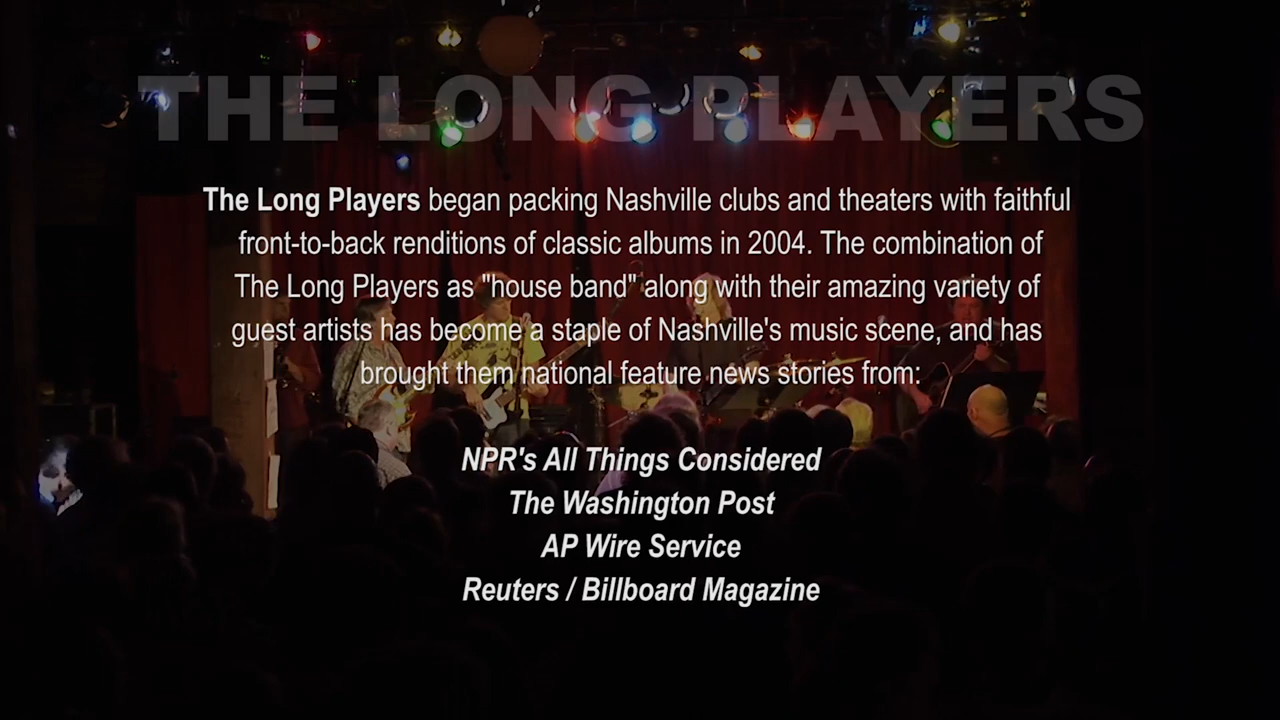 THE LONG PLAYERS
The Long Players began packing Nashville clubs and theaters with faithful
front-to-back renditions of classic albums in 2004. The combination of
The Long Players as "house band" along with their amazing variety of
guest artists has become a staple of Nashville's music scene, and has
brought them national feature news stories from:
NPR's All Things Considered
The Washington Post
AP Wire Service
Reuters / Billboard Magazine